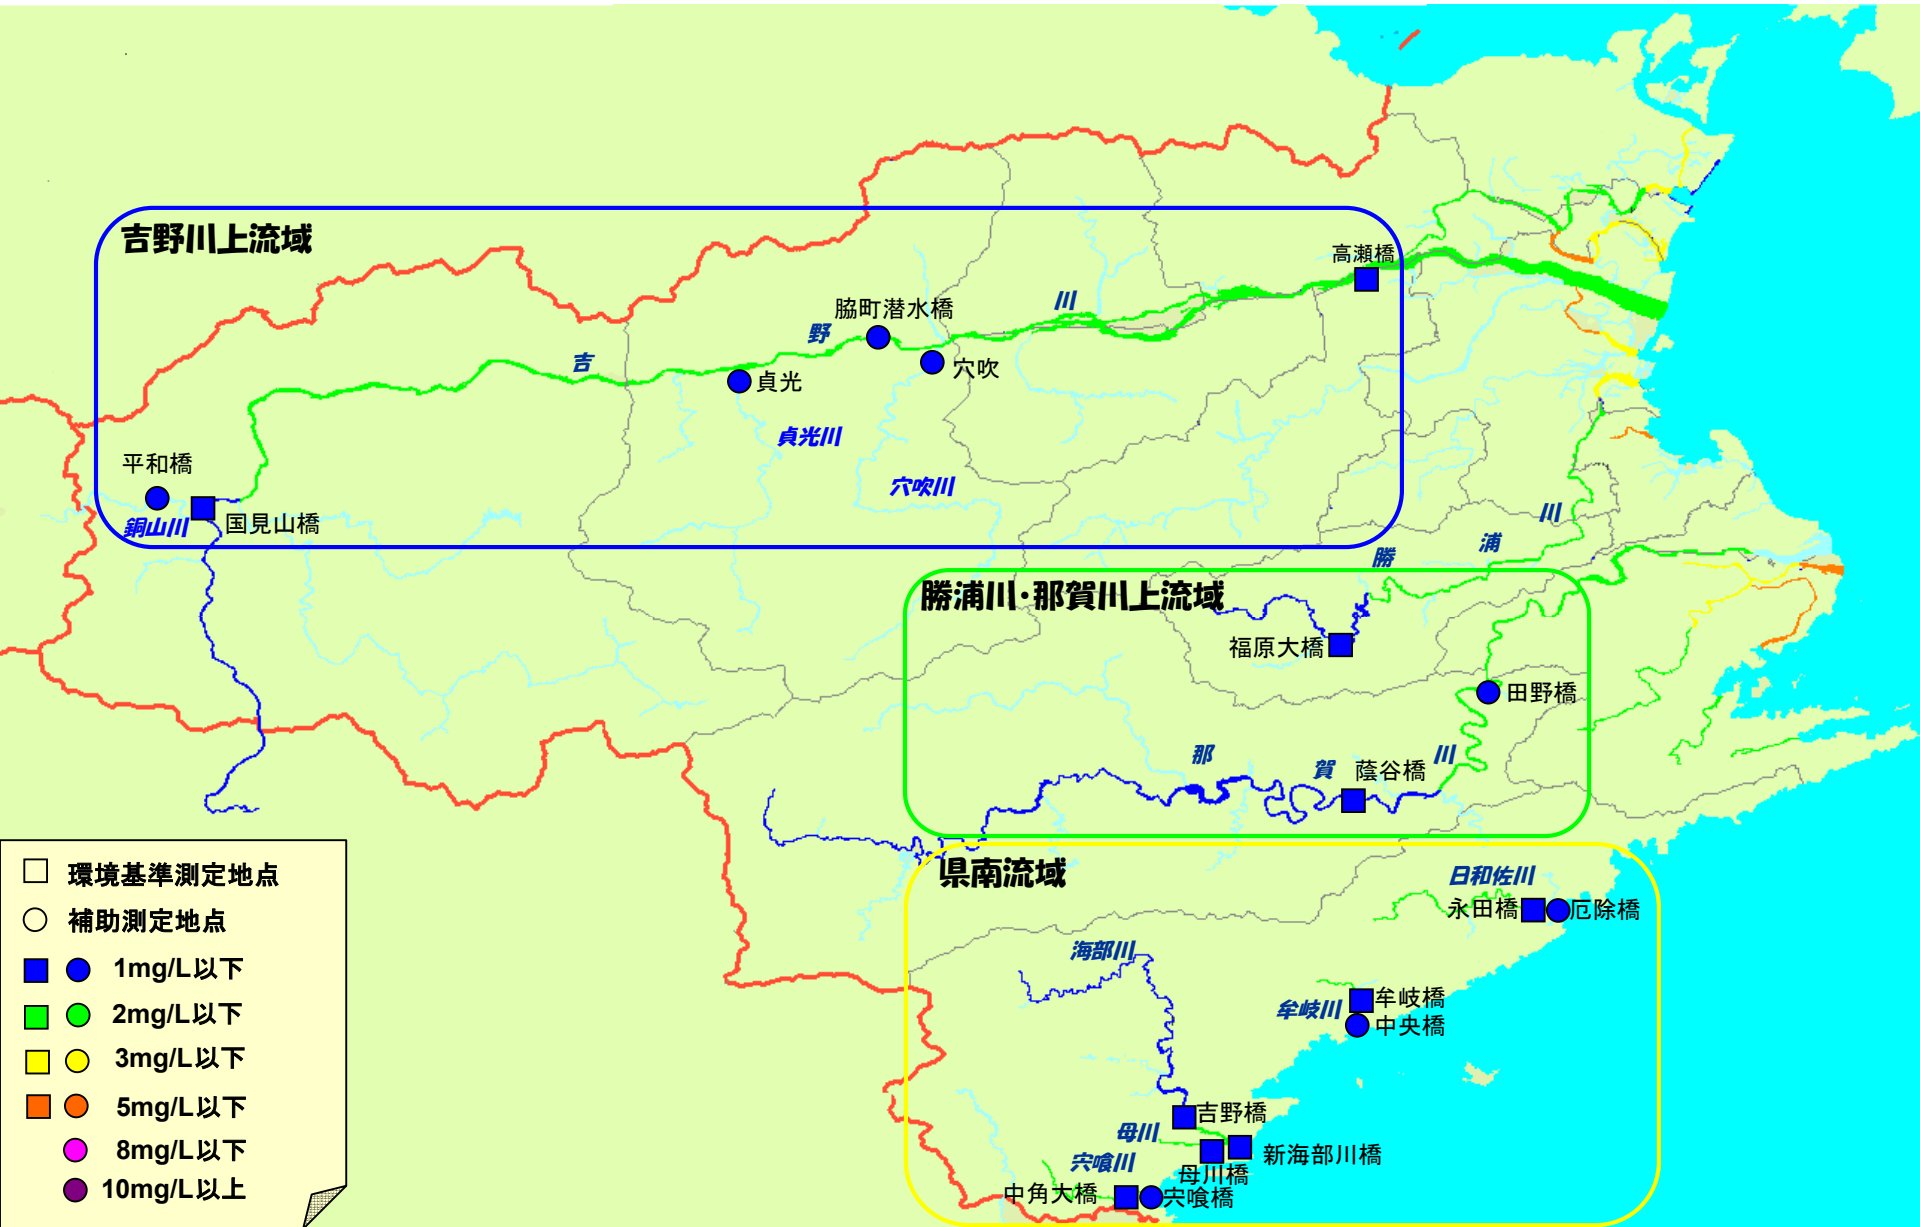 吉野川上流域
高瀬橋
脇町潜水橋
川
野
吉
穴吹
貞光
貞光川
平和橋
穴吹川
銅山川
国見山橋
川
浦
勝
勝浦川・那賀川上流域
福原大橋
田野橋
那
賀
川
蔭谷橋
県南流域
日和佐川
永田橋
厄除橋
海部川
牟岐川
牟岐橋
中央橋
吉野橋
母川
新海部川橋
母川橋
宍喰川
中角大橋
宍喰橋
環境基準測定地点
補助測定地点
1mg/L以下
2mg/L以下
3mg/L以下
5mg/L以下
8mg/L以下
10mg/L以上